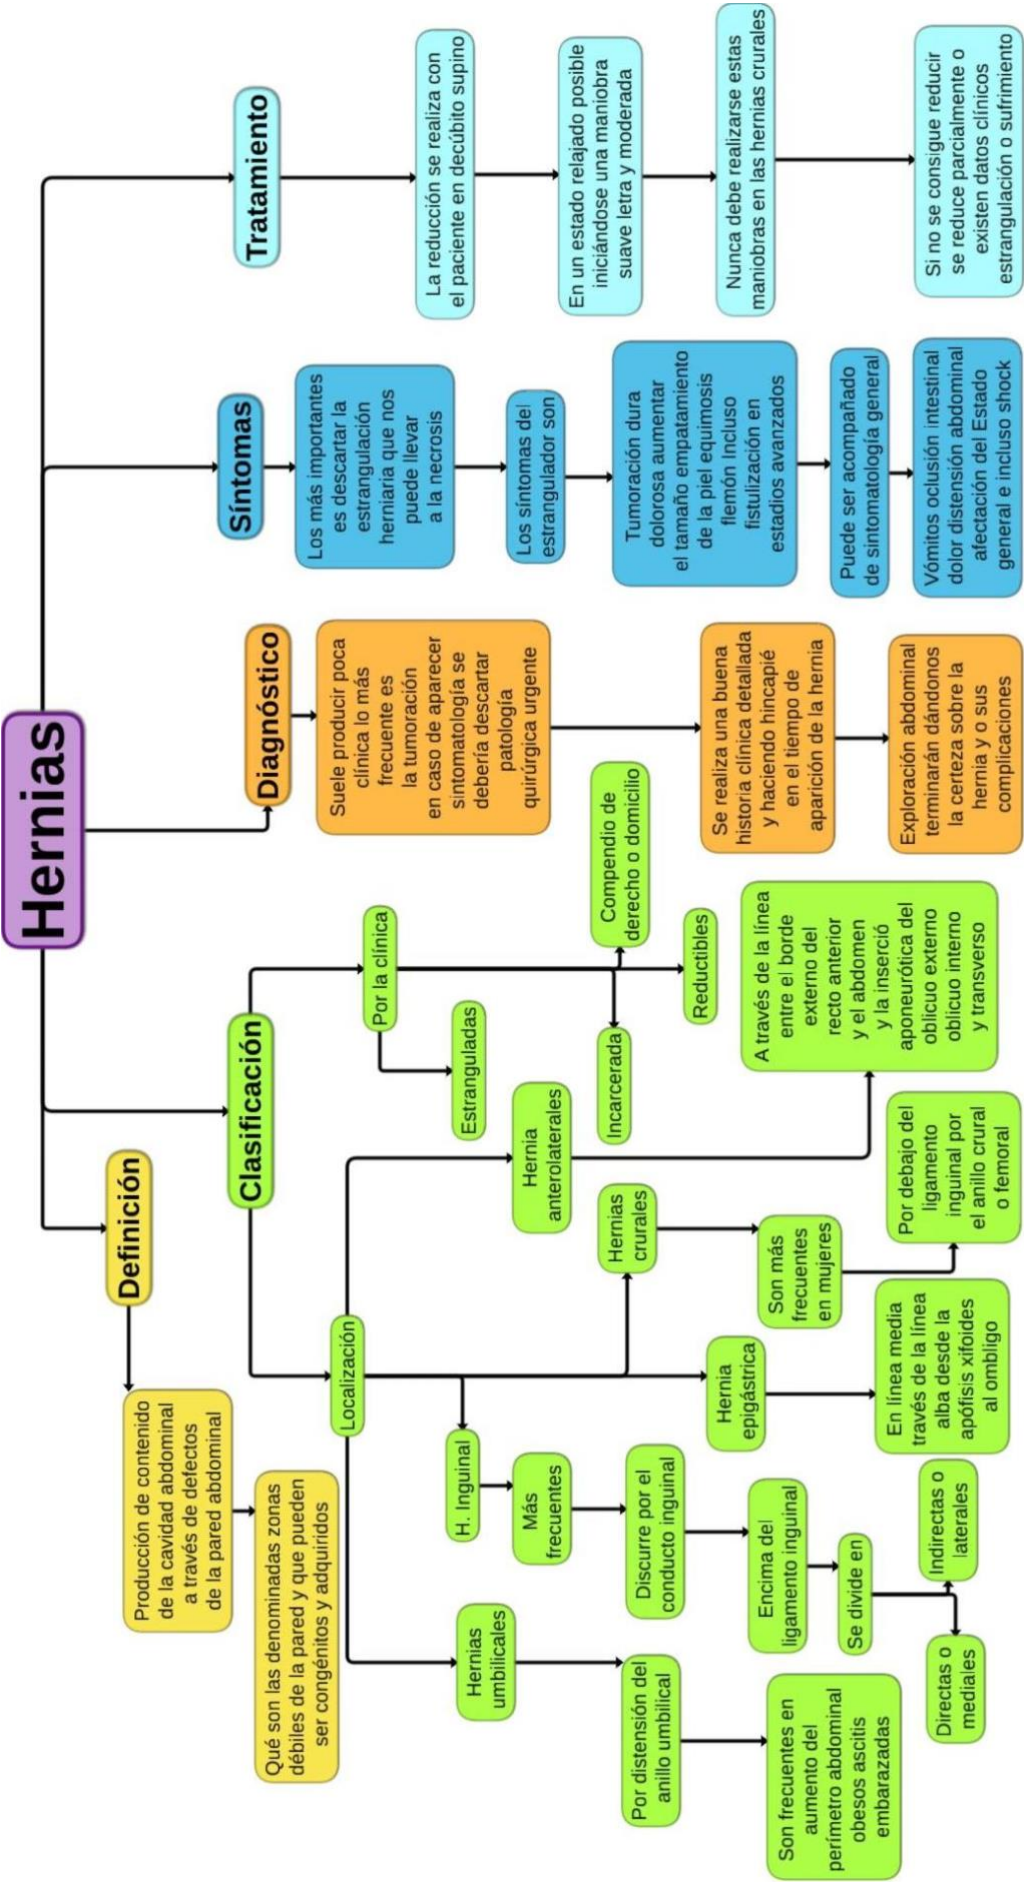 Hernias
Definición
Producción de contenido
de la cavidad abdominal
a través de defectos
de la pared abdominal
Qué son las denominadas zonas
débiles de la pared y que pueden
ser congénitos y adquiridos
Clasificación
Localización
Hernias
umbilicales
Por distensión del
anillo umbilical
Son frecuentes en
aumento del
perímetro abdominal
obesos ascitis
embarazadas
H. Inguinal
Más
frecuentes
Discurre por el
conducto inguinal
Encima del
ligamento inguinal
Se divide en
Directas o
mediales
Indirectas o
laterales
Hernia
epigástrica
En línea media
través de la línea
alba desde la
apófisis xifoides
al ombligo
Hernias
crurales
Son más
frecuentes
en mujeres
Por debajo del
ligamento
inguinal por
el anillo crural
o femoral
Hernia
anterolaterales
A través de la línea
entre el borde
externo del
recto anterior
y el abdomen
y la inserció
aponeurótica del
oblicuo externo
oblicuo interno
y transverso
Por la clínica
Estranguladas
Incarcerada
Compendio de
derecho o domicilio
Reductibles
Diagnóstico
Suele producir poca
clínica lo más
frecuente es
la tumoración
en caso de aparecer
sintomatología se
debería descartar
patología
quirúrgica urgente
Se realiza una buena
historia clínica detallada
y haciendo hincapié
en el tiempo de
aparición de la hernia
Exploración abdominal
terminarán dándonos
la certeza sobre la
hernia y o sus
complicaciones
Síntomas
Los más importantes
es descartar la
estrangulación
herniaria que nos
puede llevar
a la necrosis
Los síntomas del
estrangulador son
Tumoración dura
dolorosa aumentar
el tamaño empatamiento
de la piel equimosis
flemón incluso
fistulización en
estadios avanzados
Puede ser acompañado
de sintomatología general
Vómitos oclusión intestinal
dolor distensión abdominal
afectación del Estado
general e incluso shock
Tratamiento
La reducción se realiza con
el paciente en decúbito supino
En un estado relajado posible
iniciándose una maniobra
suave letra y moderada
Nunca debe realizarse estas
maniobras en las hernias crurales
Si no se consigue reducir
se reduce parcialmente o
existen datos clínicos
estrangulación o sufrimiento